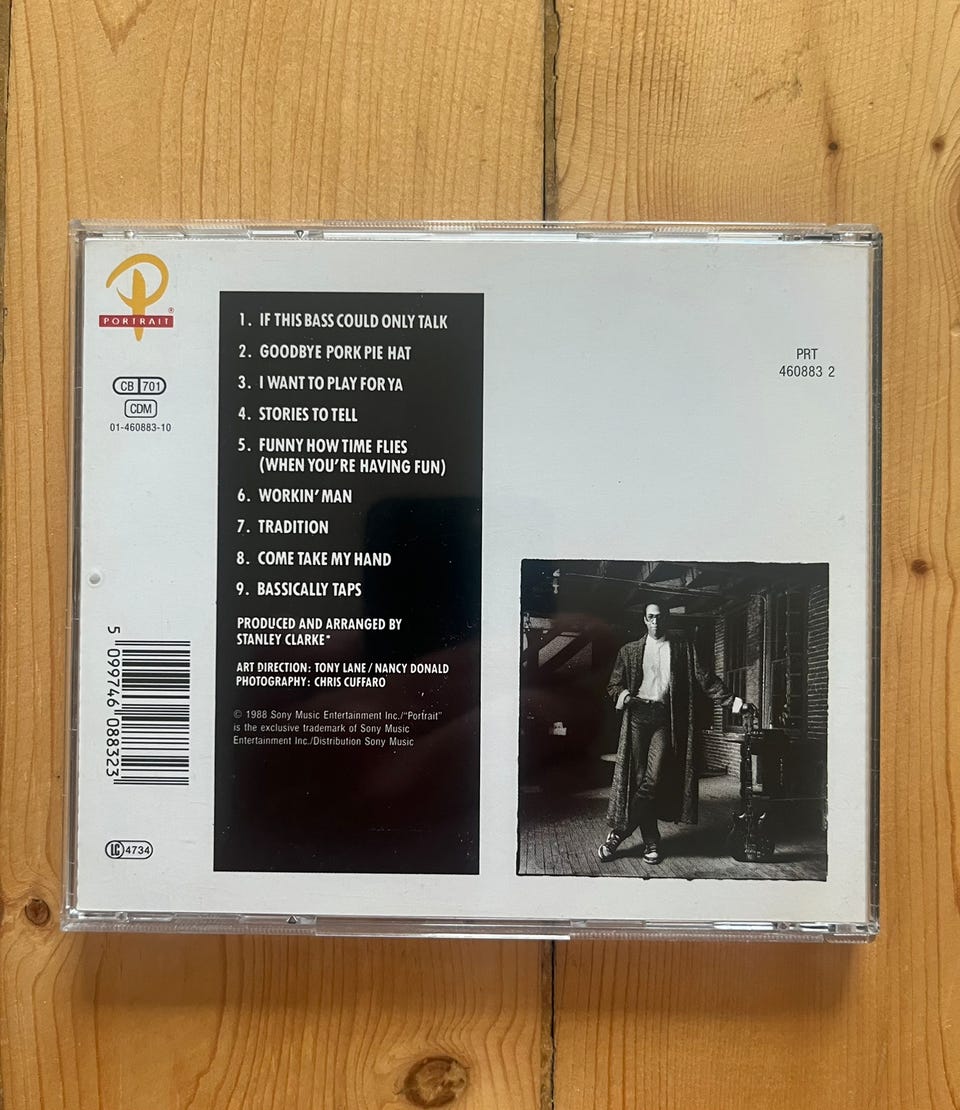 PORTRAIT®
CB 701
CDM
01-460883-10
1. IF THIS BASS COULD ONLY TALK
2. GOODBYE PORK PIE HAT
3. I WANT TO PLAY FOR YA
4. STORIES TO TELL
5. FUNNY HOW TIME FLIES
(WHEN YOU'RE HAVING FUN)
6. WORKIN' MAN
7. TRADITION
8. COME TAKE MY HAND
9. BASSICALLY TAPS
PRODUCED AND ARRANGED BY
STANLEY CLARKE*
ART DIRECTION: TONY LANE / NANCY DONALD
PHOTOGRAPHY: CHRIS CUFFARO
© 1988 Sony Music Entertainment Inc./"Portrait"
is the exclusive trademark of Sony Music
Entertainment Inc./Distribution Sony Music
PRT
460883 2
5 099746 088323
LC 4734